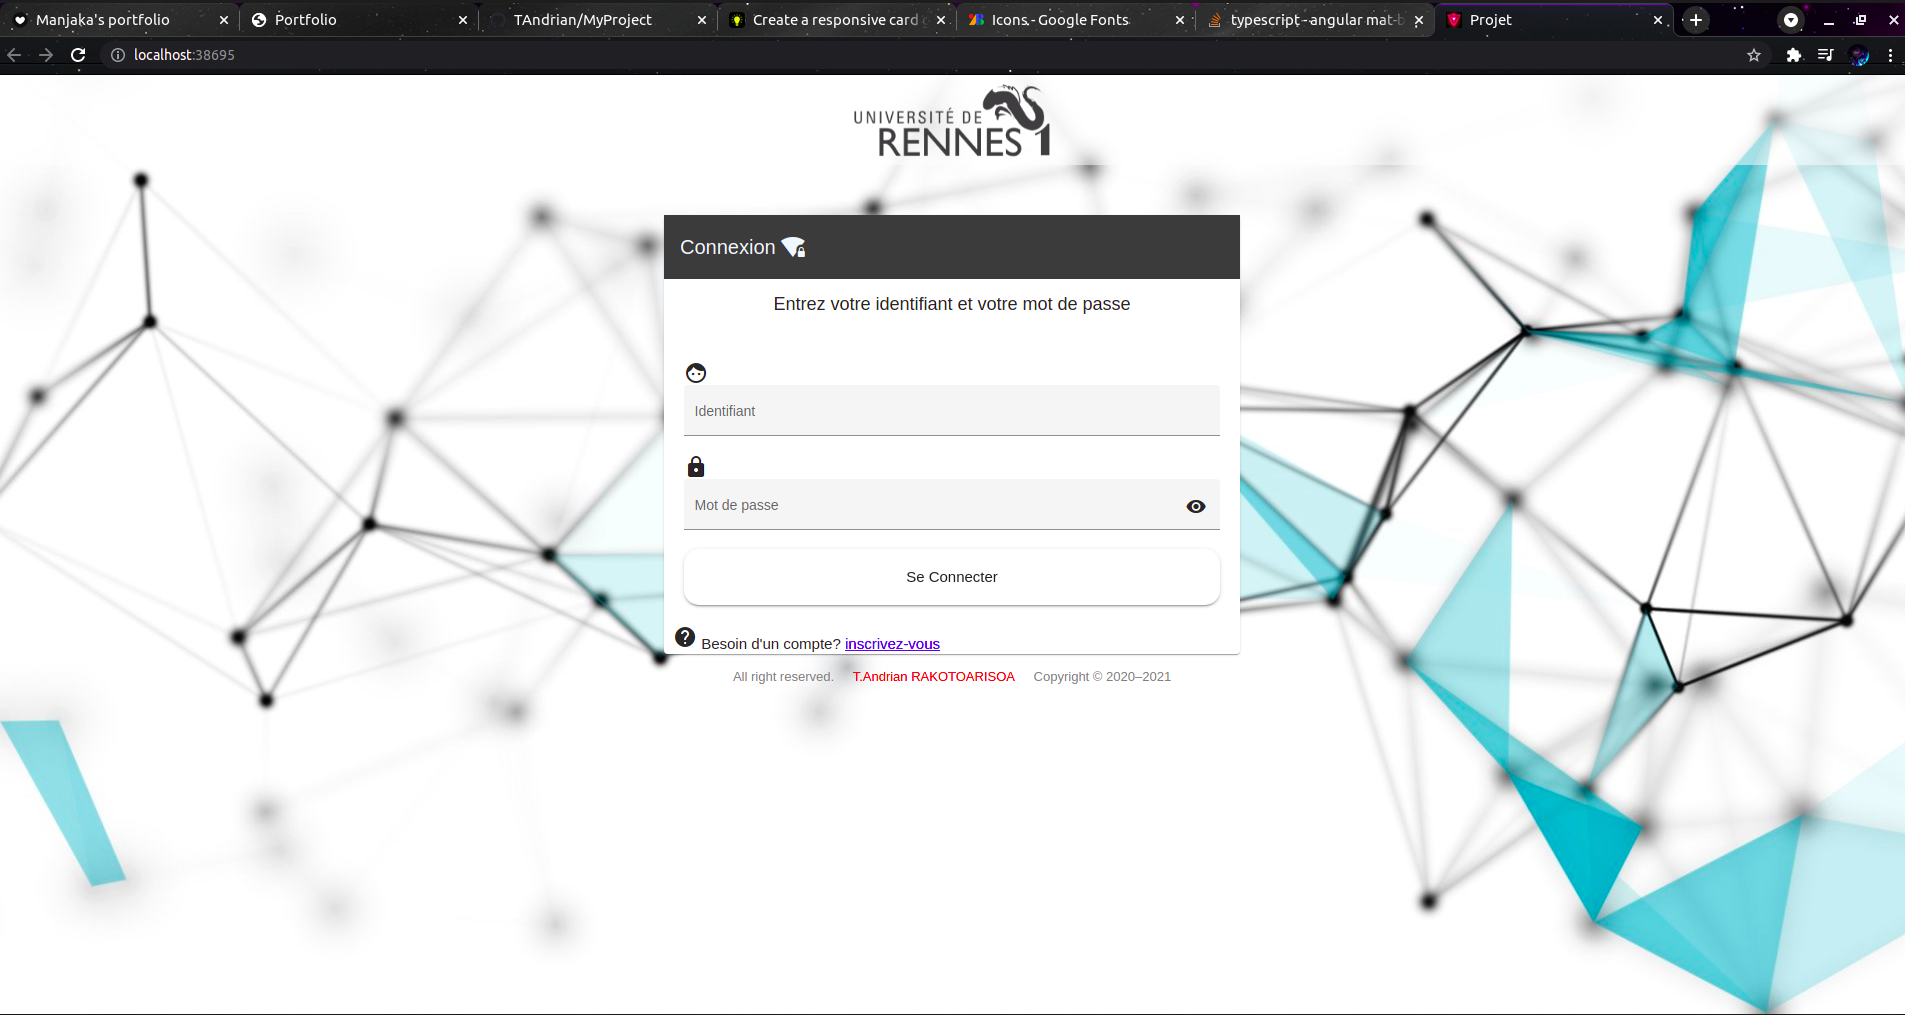 Manjaka's portfolio
Portfolio
TAndrian/MyProject
Create a responsive card
Icons - Google Fonts
typescript - angular mat-b
Projet
localhost:38695
UNIVERSITÉ DE
RENNES 1
Connexion
Entrez votre identifiant et votre mot de passe
Identifiant
Mot de passe
Se Connecter
Besoin d'un compte? inscrivez-vous
All right reserved. T.Andrian RAKOTOARISOA Copyright © 2020–2021